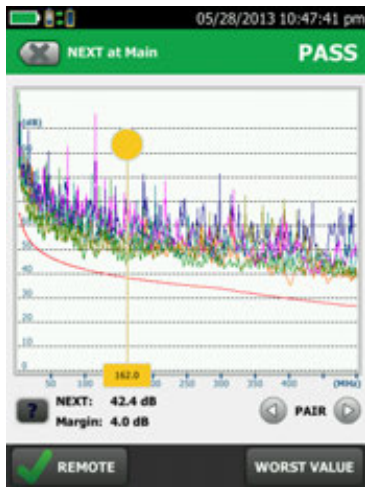 05/28/2013 10:47:41 pm
NEXT at Main
PASS
(dB)
50
40
30
20
10
0
50
100
162.0
200
250
300
350
400
(MHz)
?
NEXT: 42.4 dB
Margin: 4.0 dB
PAIR
REMOTE
WORST VALUE